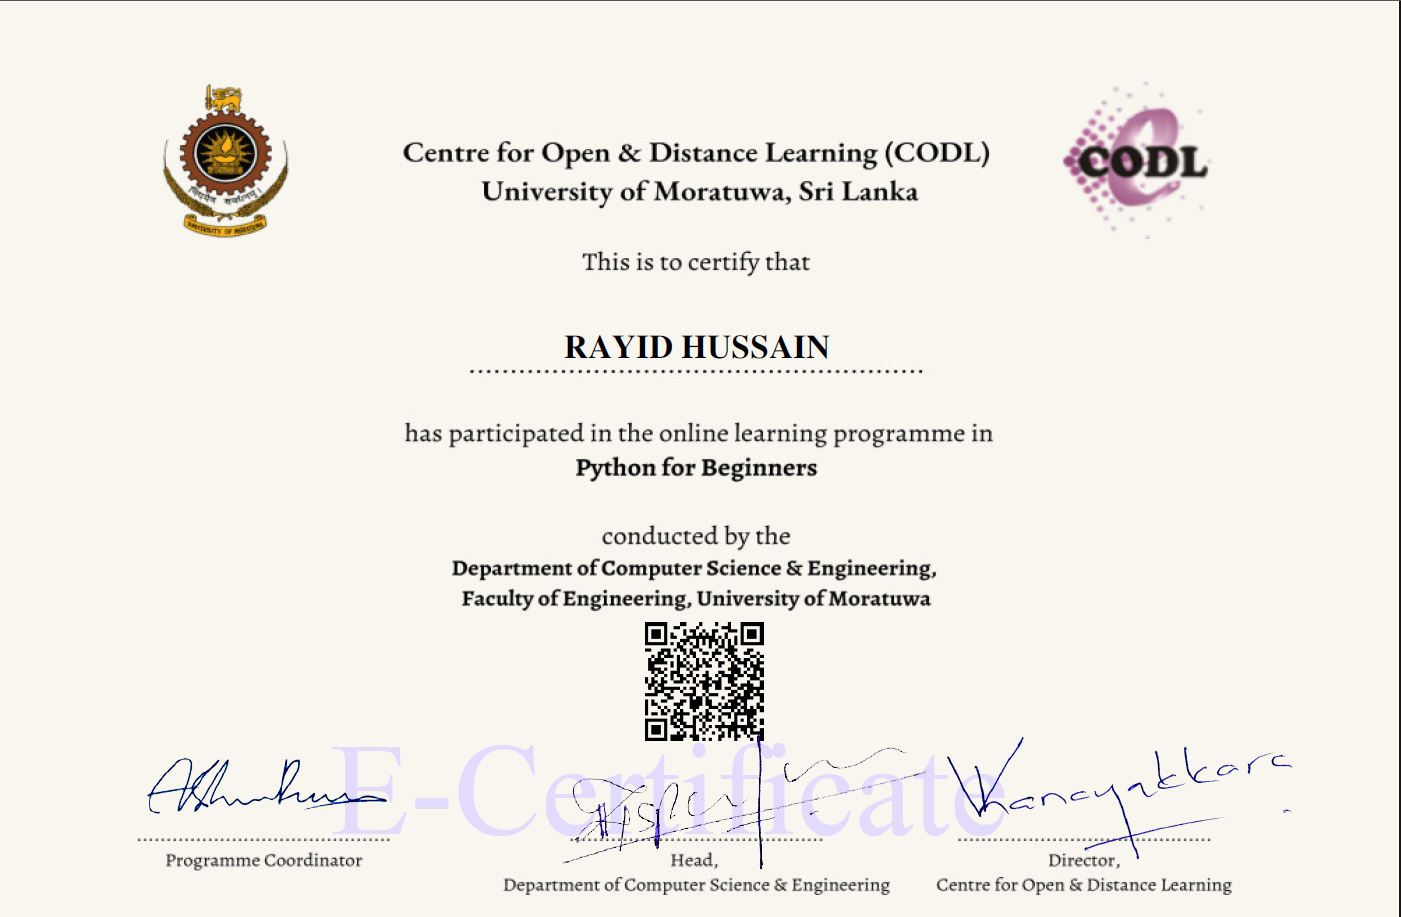 Centre for Open & Distance Learning (CODL)
University of Moratuwa, Sri Lanka
CODL
UNIVERSITY OF MORATUWA
This is to certify that
RAYID HUSSAIN
has participated in the online learning programme in
Python for Beginners
conducted by the
Department of Computer Science & Engineering,
Faculty of Engineering, University of Moratuwa
E-Certificate
Programme Coordinator
Head,
Department of Computer Science & Engineering
Director,
Centre for Open & Distance Learning